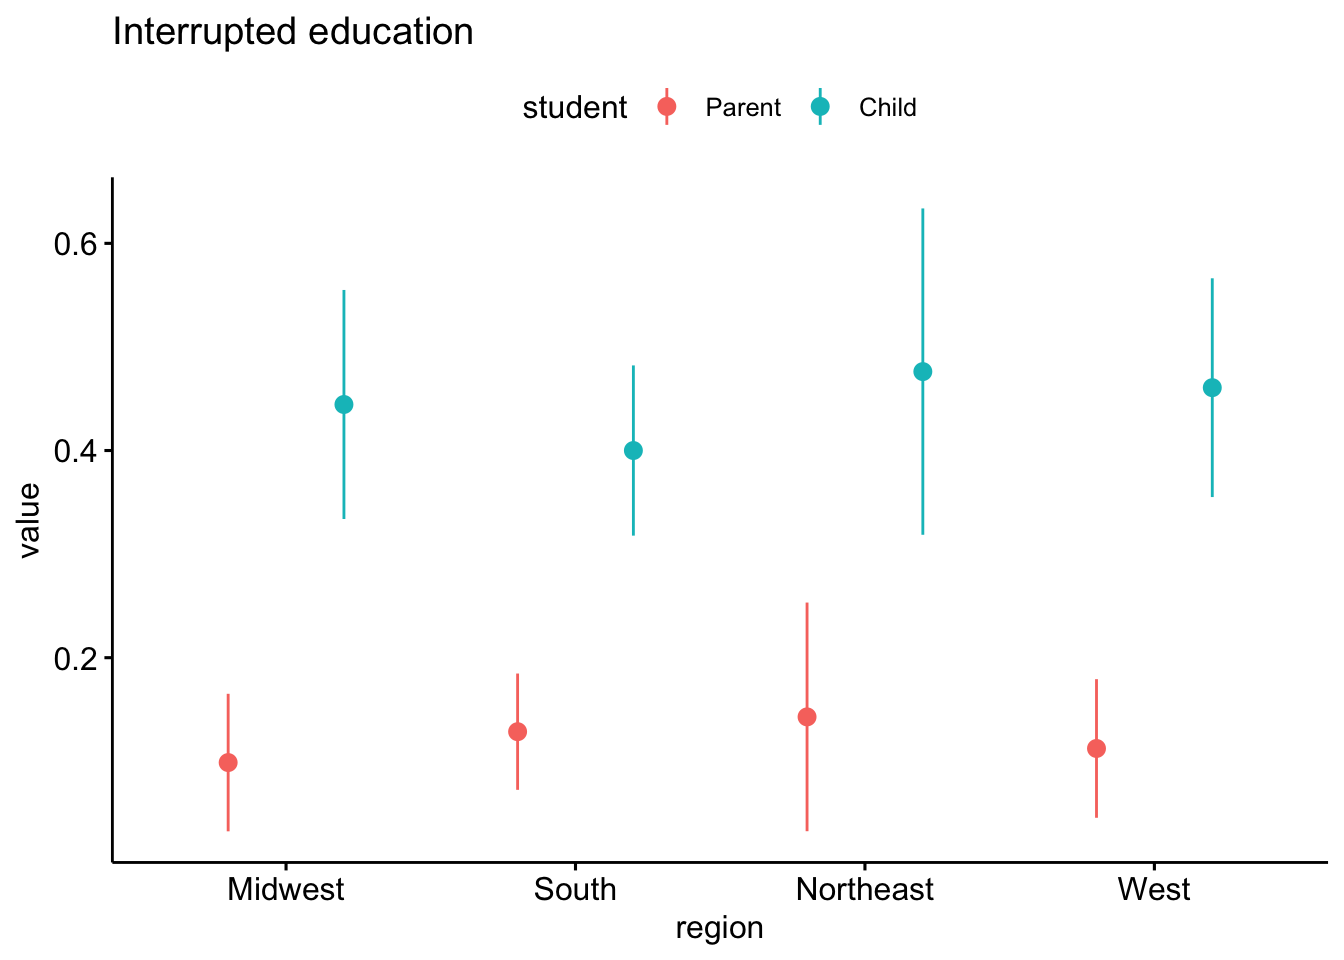 Interrupted education
student Parent Child
0.6
0.4
0.2
value
Midwest South Northeast West
region